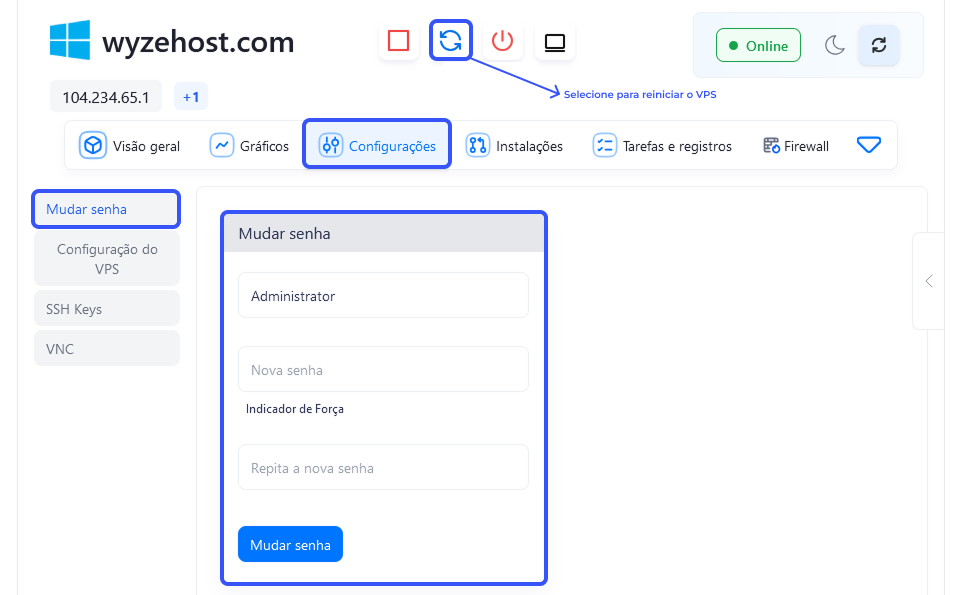 wyzehost.com
Online
Selecione para reiniciar o VPS
104.234.65.1
+1
Visão geral
Gráficos
Configurações
Instalações
Tarefas e registros
Firewall
Mudar senha
Configuração do
VPS
SSH Keys
VNC
Mudar senha
Administrator
Nova senha
Indicador de Força
Repita a nova senha
Mudar senha